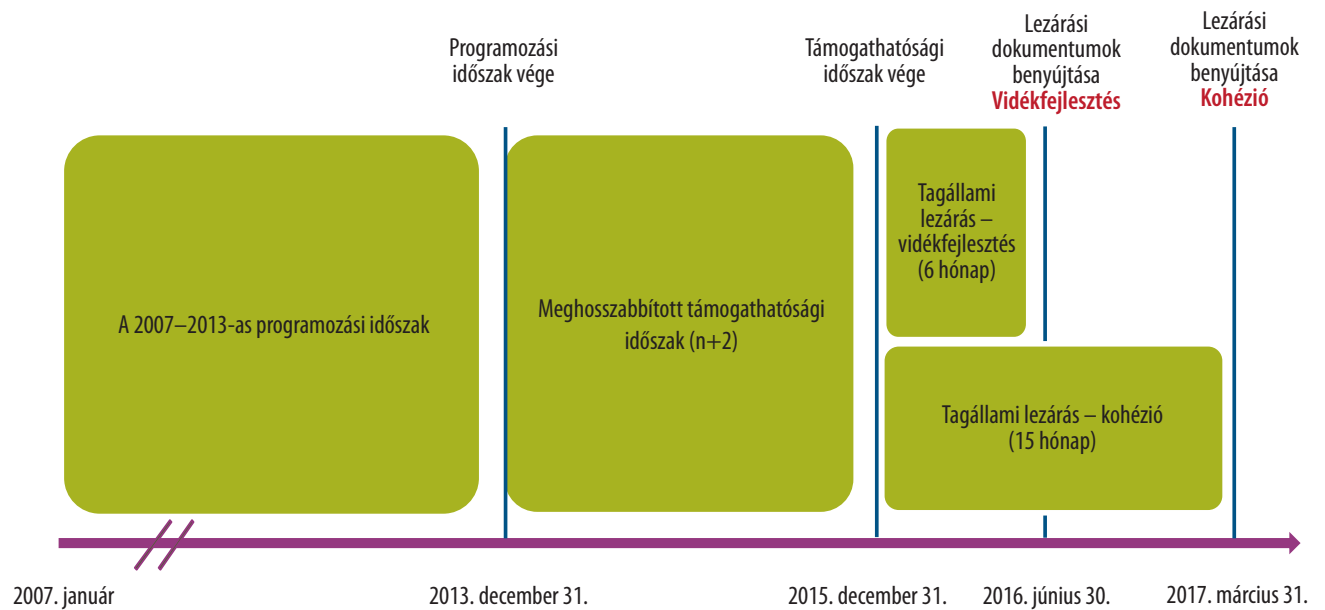 Programozási
időszak vége
Támogathatósági
időszak vége
Lezárási
dokumentumok
benyújtása
Vidékfejlesztés
Lezárási
dokumentumok
benyújtása
Kohézió
A 2007–2013-as programozási időszak
Meghosszabbított támogathatósági
időszak (n+2)
Tagállami
lezárás –
vidékfejlesztés
(6 hónap)
Tagállami lezárás – kohézió
(15 hónap)
2007. január
2013. december 31.
2015. december 31.
2016. június 30.
2017. március 31.